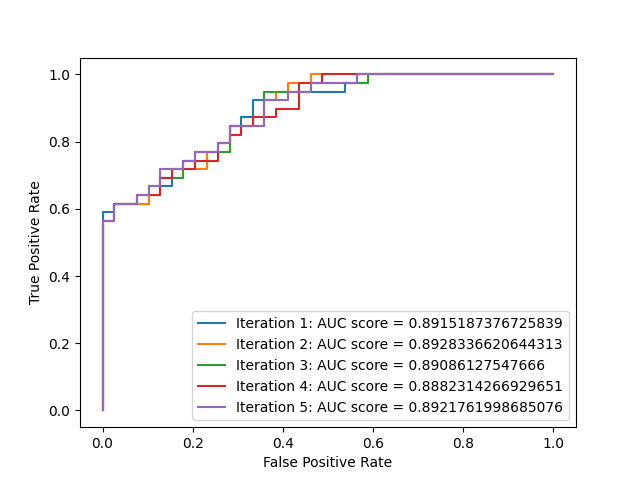 1.0
0.8
0.6
0.4
0.2
0.0
True Positive Rate
Iteration 1: AUC score = 0.8915187376725839
Iteration 2: AUC score = 0.8928336620644313
Iteration 3: AUC score = 0.89086127547666
Iteration 4: AUC score = 0.8882314266929651
Iteration 5: AUC score = 0.8921761998685076
0.0 0.2 0.4 0.6 0.8 1.0
False Positive Rate